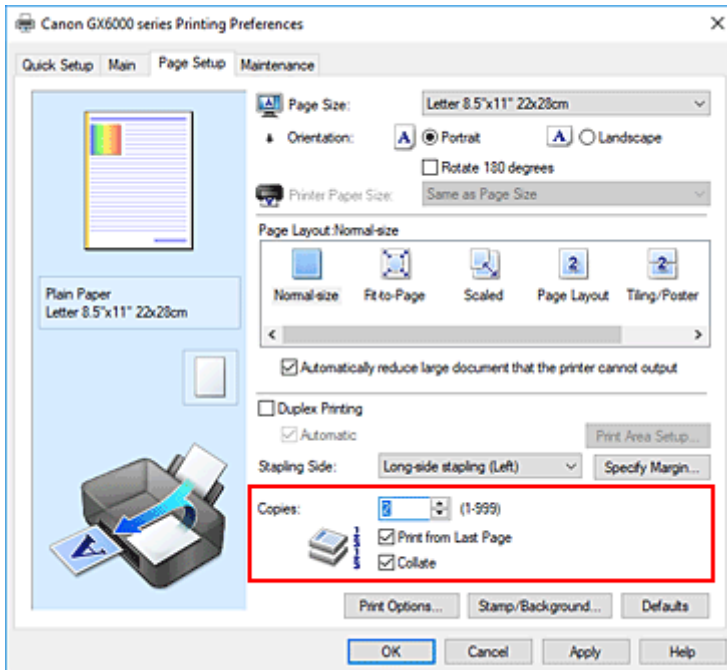 Canon GX6000 series Printing Preferences
Quick Setup Main Page Setup Maintenance
Page Size: Letter 8.5"x11" 22x28cm
Orientation: A Portrait A Landscape
Rotate 180 degrees
Printer Paper Size: Same as Page Size
Page Layout:Normal-size
2 2
Normal-size Fit-to-Page Scaled Page Layout Tiling/Poster
Plain Paper
Letter 8.5"x11" 22x28cm
Automatically reduce large document that the printer cannot output
Duplex Printing
Automatic Print Area Setup...
Stapling Side: Long-side stapling (Left) Specify Margin...
Copies: 2 (1-999)
Print from Last Page
Collate
A
Print Options... Stamp/Background... Defaults
OK Cancel Apply Help